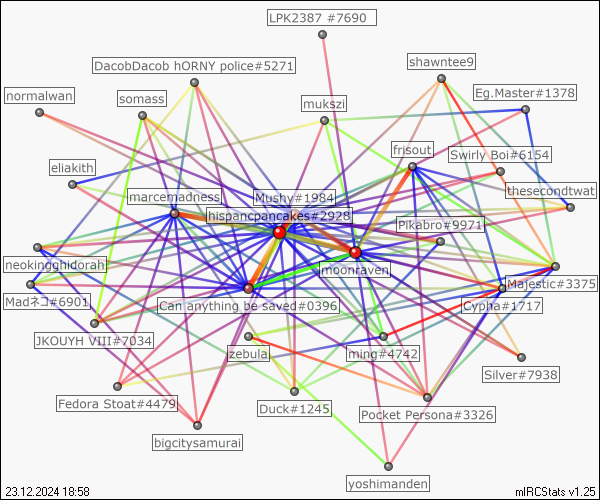 LPK2387 #7690
shawntee9
DacobDacob hORNY police#5271
Eg.Master#1378
normalwan
somass
mukszi
frisout
Swirly Boi#6154
eliakith
thesecondtwat
marcemadness
Mushy#1984
hispancpancakes#2928
Pikabro#9971
neokingghidorah
moonraven
Majestic#3375
Madネコ#6901
Can anything be saved#0396
Cypha#1717
JKOUYH VIII#7034
zebula
ming#4742
Silver#7938
Fedora Stoat#4479
Duck#1245
Pocket Persona#3326
bigcitysamurai
yoshimanden
23.12.2024 18:58
mIRCStats v1.25